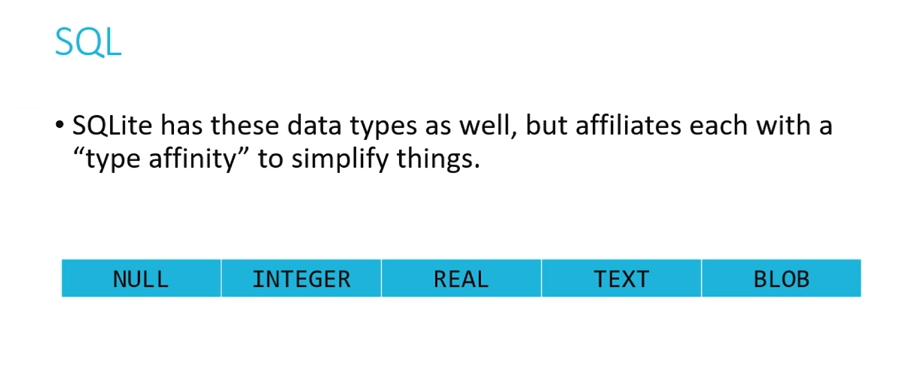 SQL
• SQLite has these data types as well, but affiliates each with a
“type affinity” to simplify things.
NULL INTEGER REAL TEXT BLOB